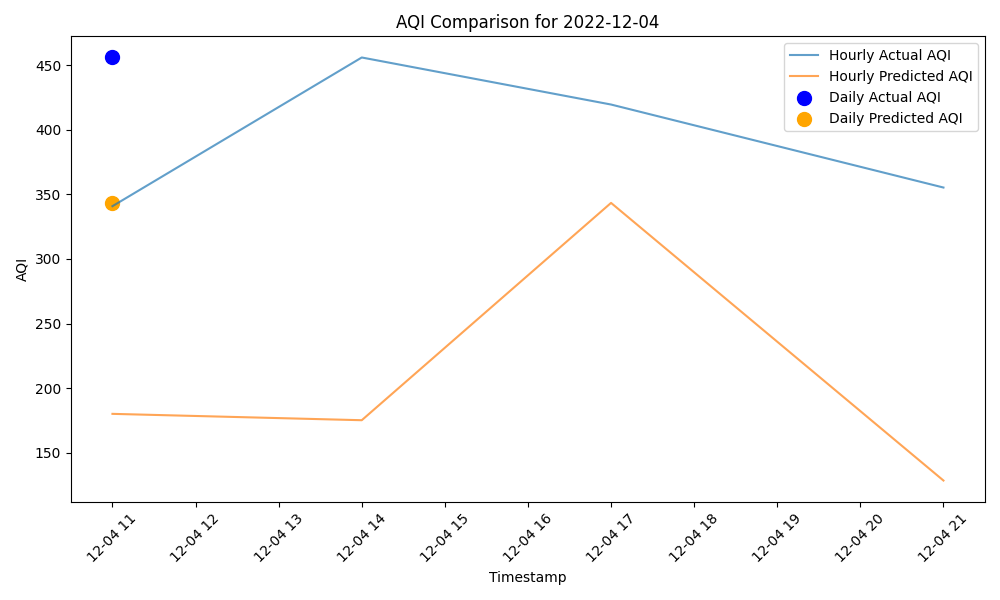 AQI Comparison for 2022-12-04
Hourly Actual AQI
Hourly Predicted AQI
Daily Actual AQI
Daily Predicted AQI
AQI
450
400
350
300
250
200
150
12-04 11
12-04 12
12-04 13
12-04 14
12-04 15
12-04 16
12-04 17
12-04 18
12-04 19
12-04 20
12-04 21
Timestamp